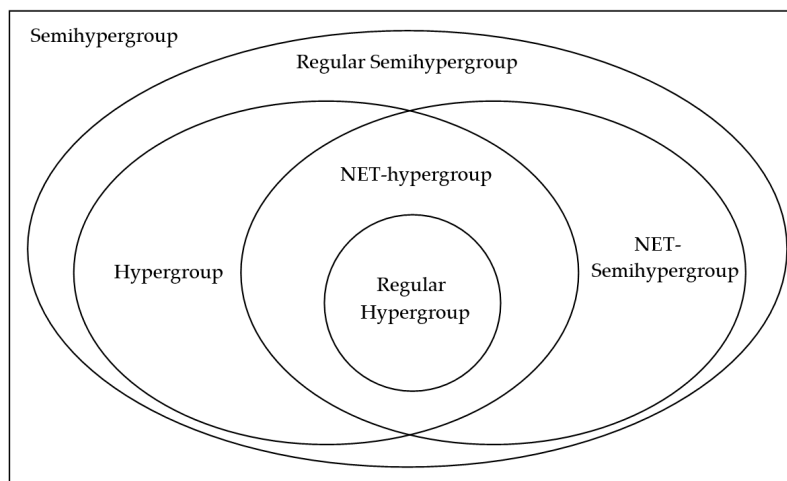 Semihypergroup
Regular Semihypergroup
NET-hypergroup
Hypergroup
NET-
Semihypergroup
Regular
Hypergroup